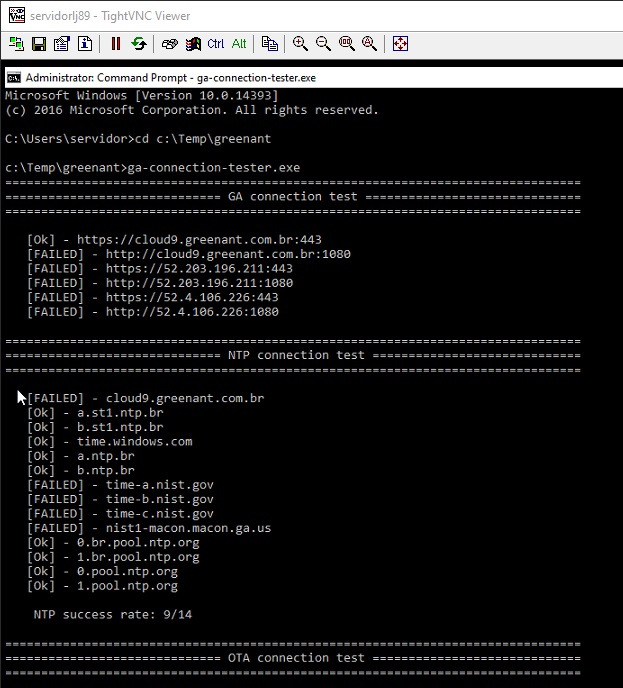 servidorlj89 - TightVNC Viewer
Ctrl Alt
Administrator: Command Prompt - ga-connection-tester.exe
Microsoft Windows [Version 10.0.14393]
(c) 2016 Microsoft Corporation. All rights reserved.
C:\Users\servidor>cd c:\Temp\greenant
c:\Temp\greenant>ga-connection-tester.exe
================================================================================
============================== GA connection test ==============================
================================================================================
[Ok] - https://cloud9.greenant.com.br:443
[FAILED] - http://cloud9.greenant.com.br:1080
[FAILED] - https://52.203.196.211:443
[FAILED] - http://52.203.196.211:1080
[FAILED] - https://52.4.106.226:443
[FAILED] - http://52.4.106.226:1080
================================================================================
============================== NTP connection test =============================
================================================================================
[FAILED] - cloud9.greenant.com.br
[Ok] - a.st1.ntp.br
[Ok] - b.st1.ntp.br
[Ok] - time.windows.com
[Ok] - a.ntp.br
[Ok] - b.ntp.br
[FAILED] - time-a.nist.gov
[FAILED] - time-b.nist.gov
[FAILED] - time-c.nist.gov
[FAILED] - nist1-macon.macon.ga.us
[Ok] - 0.br.pool.ntp.org
[Ok] - 1.br.pool.ntp.org
[Ok] - 0.pool.ntp.org
[Ok] - 1.pool.ntp.org
NTP success rate: 9/14
================================================================================
============================== OTA connection test =============================
================================================================================